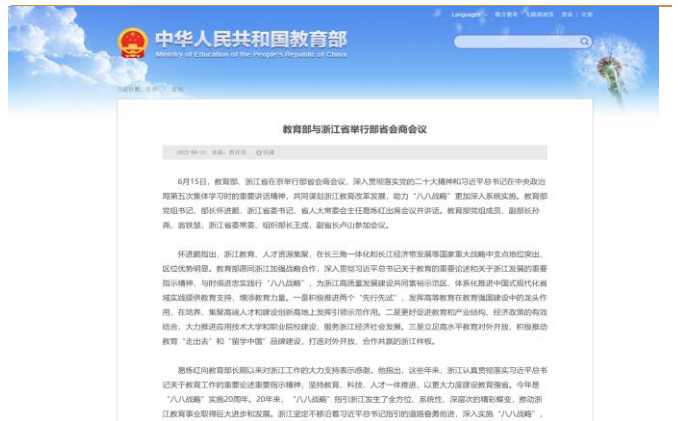 Languages
登录 | 注册
中华人民共和国教育部
Ministry of Education of the People's Republic of China
教育部与浙江省举行部省会商会议
2023-06-15 来源：教育部 收藏
6月15日，教育部、浙江省在京举行部省会商会议，深入贯彻落实党的二十大精神和习近平总书记在中央政治
局第五次集体学习时的重要讲话精神，共同谋划浙江教育改革发展，助力“八八战略”更加深入系统实施。教育部
党组书记、部长怀进鹏，浙江省委书记、省人大常委会主任易炼红出席会议并讲话。教育部党组成员、副部长孙
尧、翁铁慧，浙江省委常委、组织部长王成，副省长卢山参加会议。
怀进鹏指出，浙江教育、人才资源集聚，在长三角一体化和长江经济带发展等国家重大战略中支点地位突出、
区位优势明显。教育部愿同浙江加强战略合作，深入贯彻习近平总书记关于教育的重要论述和关于浙江发展的重要
指示精神，与时俱进忠实践行“八八战略”，为浙江高质量发展建设共同富裕示范区、体系化推进中国式现代化省
域实践提供教育支持，增添教育力量。一是积极推进两个“先行先试”，发挥高等教育在教育强国建设中的龙头作
用，在培养、集聚高端人才和建设创新高地上发挥引领示范作用。二是更好促进教育和产业结构、经济政策的有效
结合，大力推进应用技术大学和职业院校建设，服务浙江经济社会发展。三是立足高水平教育对外开放，积极推动
教育“走出去”和“留学中国”品牌建设，打造对外开放、合作共赢的浙江样板。
易炼红向教育部长期以来对浙江工作的大力支持表示感谢。他指出，这些年来，浙江认真贯彻落实习近平总书
记关于教育工作的重要论述重要指示精神，坚持教育、科技、人才一体推进，以更大力度建设教育强省。今年是
“八八战略”实施20周年。20年来，“八八战略”指引浙江发生了全方位、系统性、深层次的精彩蝶变，推动浙
江教育事业取得巨大进步和发展。浙江坚定不移沿着习近平总书记指引的道路奋勇前进，深入实施“八八战略”，